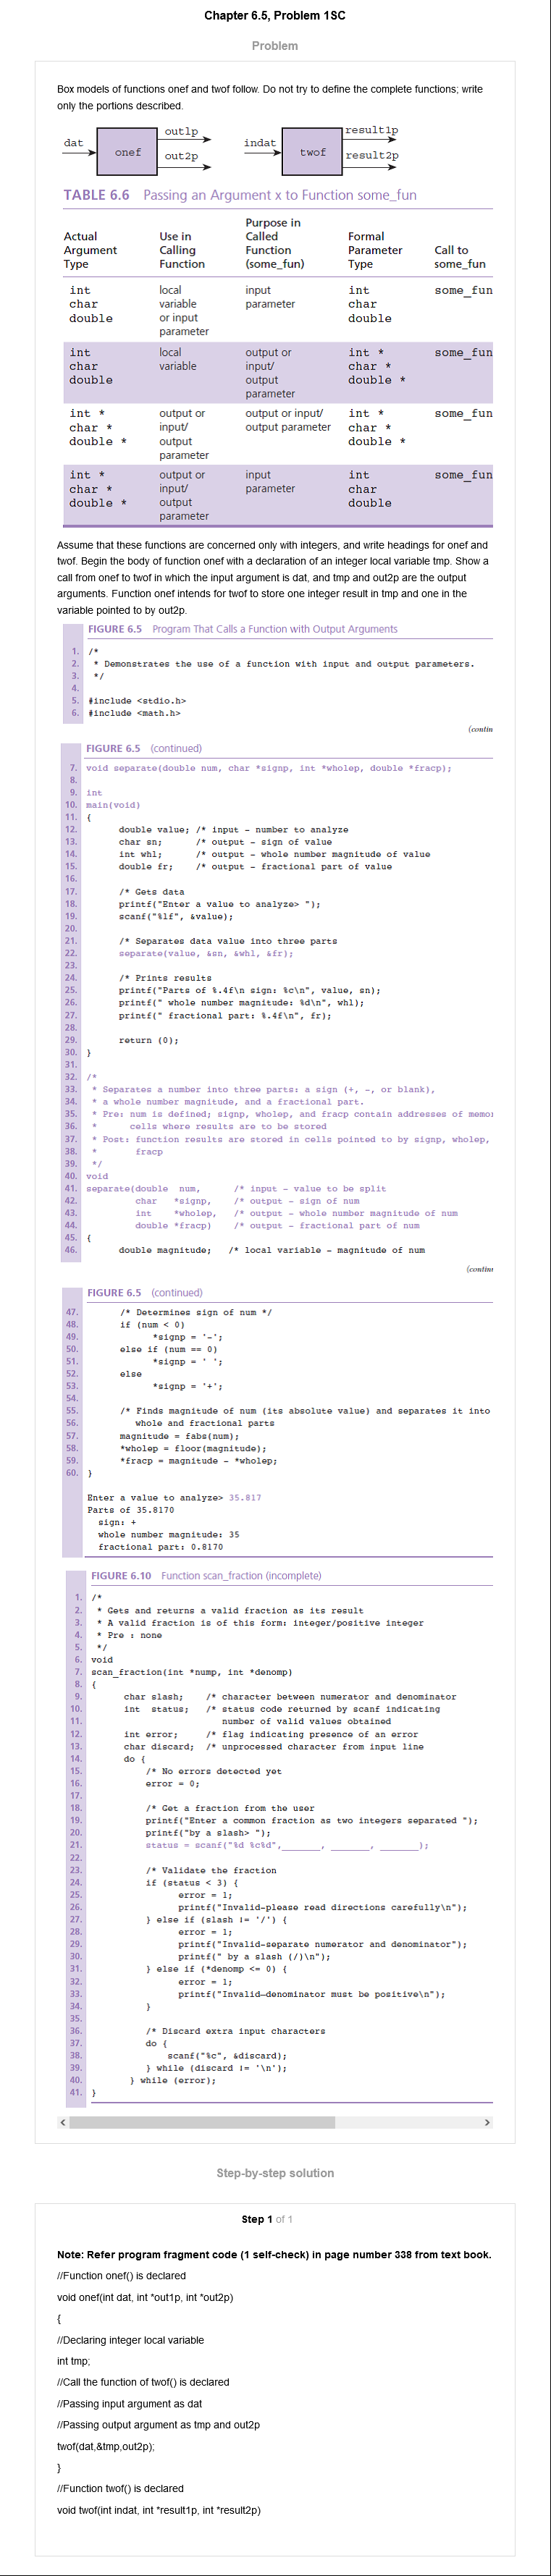 Chapter 6.5, Problem 1SC
Problem
Box models of functions onef and twof follow. Do not try to define the complete functions; write
only the portions described.
dat
onef
out1p
out2p
indat
twof
result1p
result2p
TABLE 6.6 Passing an Argument x to Function some_fun
Actual Argument Type
Use in Calling Function
Purpose in Called Function (some_fun)
Formal Parameter Type
Call to some_fun
int
char
double
local variable or input parameter
input parameter
int
char
double
some_fun
int
char
double
local variable
output or input/ output parameter
int *
char *
double *
some_fun
int *
char *
double *
output or input/ output parameter
output or input/ output parameter
int *
char *
double *
some_fun
int *
char *
double *
output or input/ output parameter
input parameter
int
char
double
some_fun
Assume that these functions are concerned only with integers, and write headings for onef and
twof. Begin the body of function onef with a declaration of an integer local variable tmp. Show a
call from onef to twof in which the input argument is dat, and tmp and out2p are the output
arguments. Function onef intends for twof to store one integer result in tmp and one in the
variable pointed to by out2p.
FIGURE 6.5 Program That Calls a Function with Output Arguments
1. /*
2. * Demonstrates the use of a function with input and output parameters.
3. */
4.
5. #include <stdio.h>
6. #include <math.h>
(contin
FIGURE 6.5 (continued)
7. void separate(double num, char *signp, int *wholep, double *fracp);
8.
9. int
10. main(void)
11. {
12. double value; /* input - number to analyze
13. char sn; /* output - sign of value
14. int whl; /* output - whole number magnitude of value
15. double fr; /* output - fractional part of value
16.
17. /* Gets data
18. printf("Enter a value to analyze> ");
19. scanf("%lf", &value);
20.
21. /* Separates data value into three parts
22. separate(value, &sn, &whl, &fr);
23.
24. /* Prints results
25. printf("Parts of %.4f\n sign: %c\n", value, sn);
26. printf(" whole number magnitude: %d\n", whl);
27. printf(" fractional part: %.4f\n", fr);
28.
29. return (0);
30. }
31.
32. /*
33. * Separates a number into three parts: a sign (+, -, or blank),
34. * a whole number magnitude, and a fractional part.
35. * Pre: num is defined; signp, wholep, and fracp contain addresses of memor
36. * cells where results are to be stored
37. * Post: function results are stored in cells pointed to by signp, wholep,
38. * fracp
39. */
40. void
41. separate(double num, /* input - value to be split
42. char *signp, /* output - sign of num
43. int *wholep, /* output - whole number magnitude of num
44. double *fracp) /* output - fractional part of num
45. {
46. double magnitude; /* local variable - magnitude of num
(contin
FIGURE 6.5 (continued)
47. /* Determines sign of num */
48. if (num < 0)
49. *signp = '-';
50. else if (num == 0)
51. *signp = ' ';
52. else
53. *signp = '+';
54.
55. /* Finds magnitude of num (its absolute value) and separates it into
56. whole and fractional parts
57. magnitude = fabs(num);
58. *wholep = floor(magnitude);
59. *fracp = magnitude - *wholep;
60. }
Enter a value to analyze> 35.817
Parts of 35.8170
sign: +
whole number magnitude: 35
fractional part: 0.8170
FIGURE 6.10 Function scan_fraction (incomplete)
1. /*
2. * Gets and returns a valid fraction as its result
3. * A valid fraction is of this form: integer/positive integer
4. * Pre : none
5. */
6. void
7. scan_fraction(int *nump, int *denomp)
8. {
9. char slash; /* character between numerator and denominator
10. int status; /* status code returned by scanf indicating
11. number of valid values obtained
12. int error; /* flag indicating presence of an error
13. char discard; /* unprocessed character from input line
14. do {
15. /* No errors detected yet
16. error = 0;
17.
18. /* Get a fraction from the user
19. printf("Enter a common fraction as two integers separated ");
20. printf("by a slash> ");
21. status = scanf("%d %c%d",_______, _______, _______);
22.
23. /* Validate the fraction
24. if (status < 3) {
25. error = 1;
26. printf("Invalid-please read directions carefully\n");
27. } else if (slash != '/') {
28. error = 1;
29. printf("Invalid-separate numerator and denominator");
30. printf(" by a slash (/)\n");
31. } else if (*denomp <= 0) {
32. error = 1;
33. printf("Invalid—denominator must be positive\n");
34. }
35.
36. /* Discard extra input characters
37. do {
38. scanf("%c", &discard);
39. } while (discard != '\n');
40. } while (error);
41. }
Step-by-step solution
Step 1 of 1
Note: Refer program fragment code (1 self-check) in page number 338 from text book.
//Function onef() is declared
void onef(int dat, int *out1p, int *out2p)
{
//Declaring integer local variable
int tmp;
//Call the function of twof() is declared
//Passing input argument as dat
//Passing output argument as tmp and out2p
twof(dat,&tmp,out2p);
}
//Function twof() is declared
void twof(int indat, int *result1p, int *result2p)